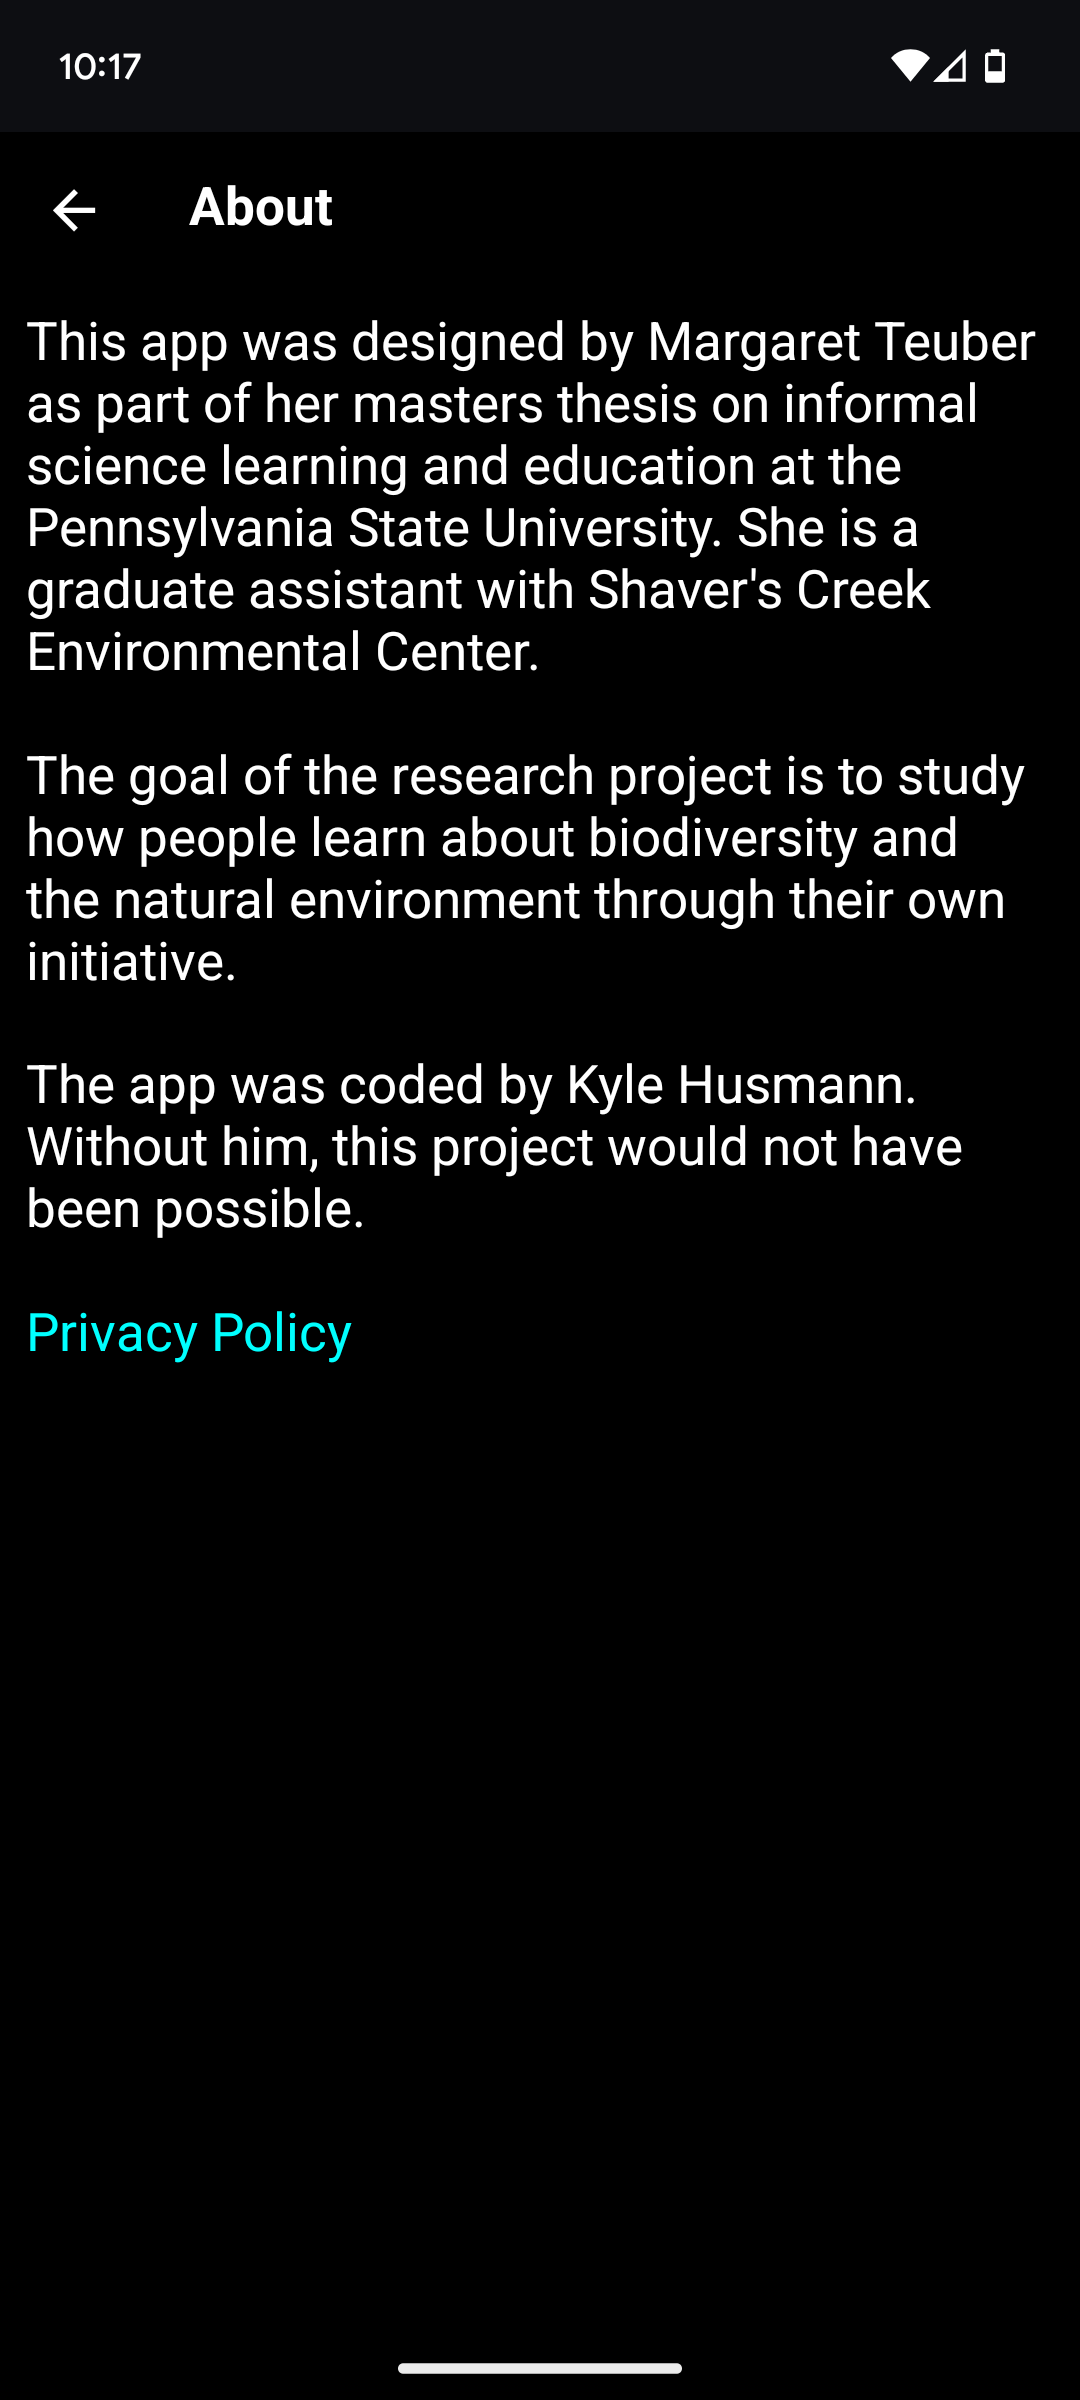 10:17
About
This app was designed by Margaret Teuber
as part of her masters thesis on informal
science learning and education at the
Pennsylvania State University. She is a
graduate assistant with Shaver's Creek
Environmental Center.
The goal of the research project is to study
how people learn about biodiversity and
the natural environment through their own
initiative.
The app was coded by Kyle Husmann.
Without him, this project would not have
been possible.
Privacy Policy